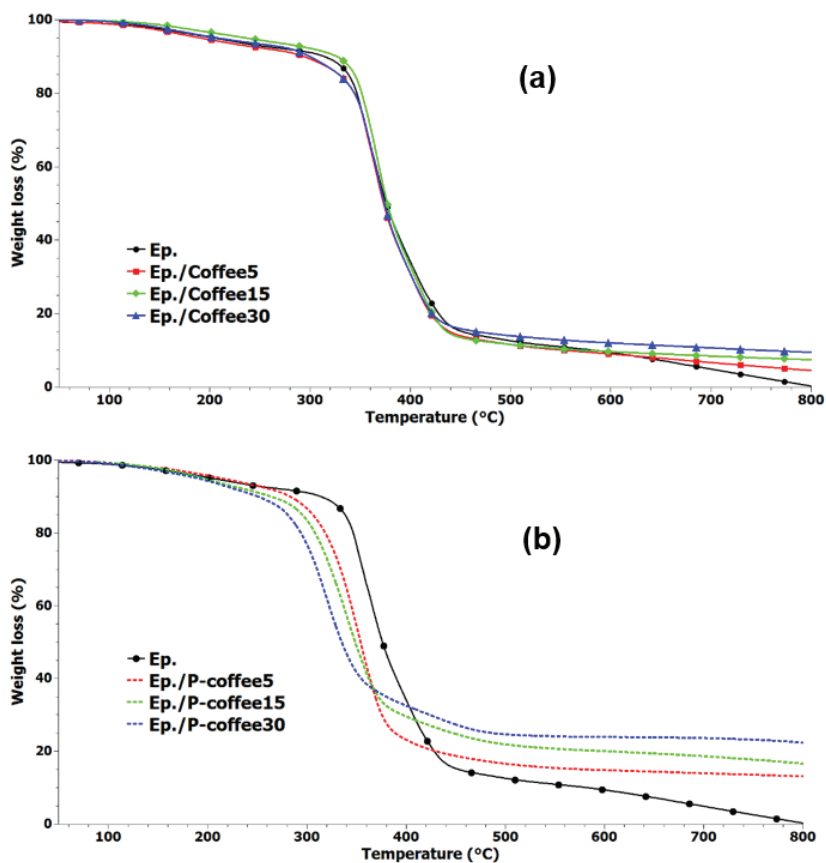 100
80
60
40
20
0
Weight loss (%)
(a)
Ep.
Ep./Coffee5
Ep./Coffee15
Ep./Coffee30
100 200 300 400 500 600 700 800
Temperature (°C)
100
80
60
40
20
0
Weight loss (%)
(b)
Ep.
Ep./P-coffee5
Ep./P-coffee15
Ep./P-coffee30
100 200 300 400 500 600 700 800
Temperature (°C)